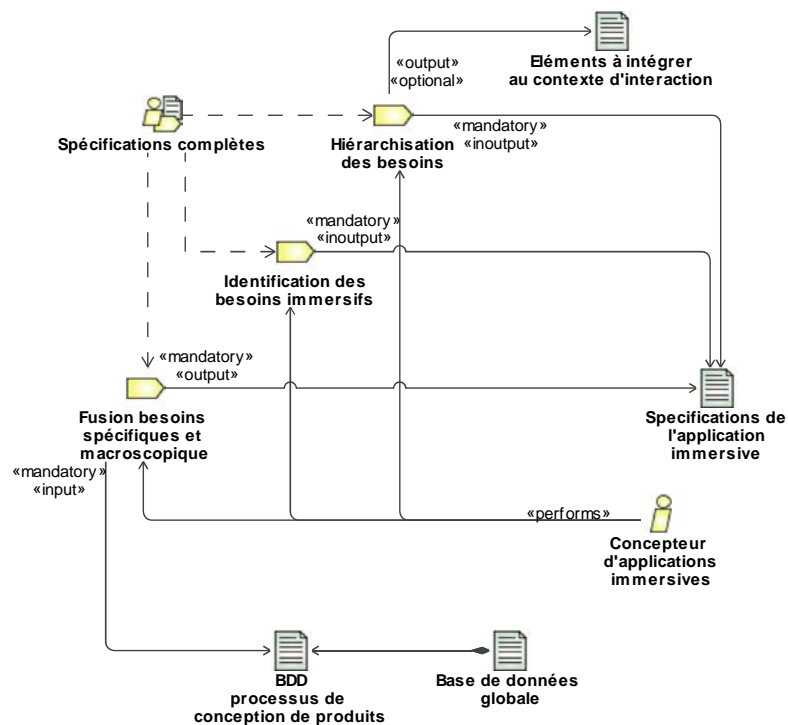 «output»
«optional»
Eléments à intégrer
au contexte d'interaction
«mandatory»
«inoutput»
Spécifications complètes
Hiérarchisation
des besoins
«mandatory»
«inoutput»
Identification des
besoins immersifs
«mandatory»
«output»
Fusion besoins
spécifiques et
macroscopique
Specifications de
l'application
immersive
«mandatory»
«input»
«performs»
Concepteur
d'applications
immersives
BDD
processus de
conception de produits
Base de données
globale